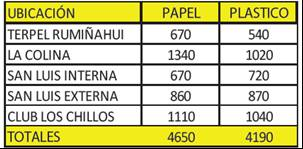 UBICACIÓN PAPEL PLASTICO
TERPEL RUMIÑAHUI 670 540
LA COLINA 1340 1020
SAN LUIS INTERNA 670 720
SAN LUIS EXTERNA 860 870
CLUB LOS CHILLOS 1110 1040
TOTALES 4650 4190